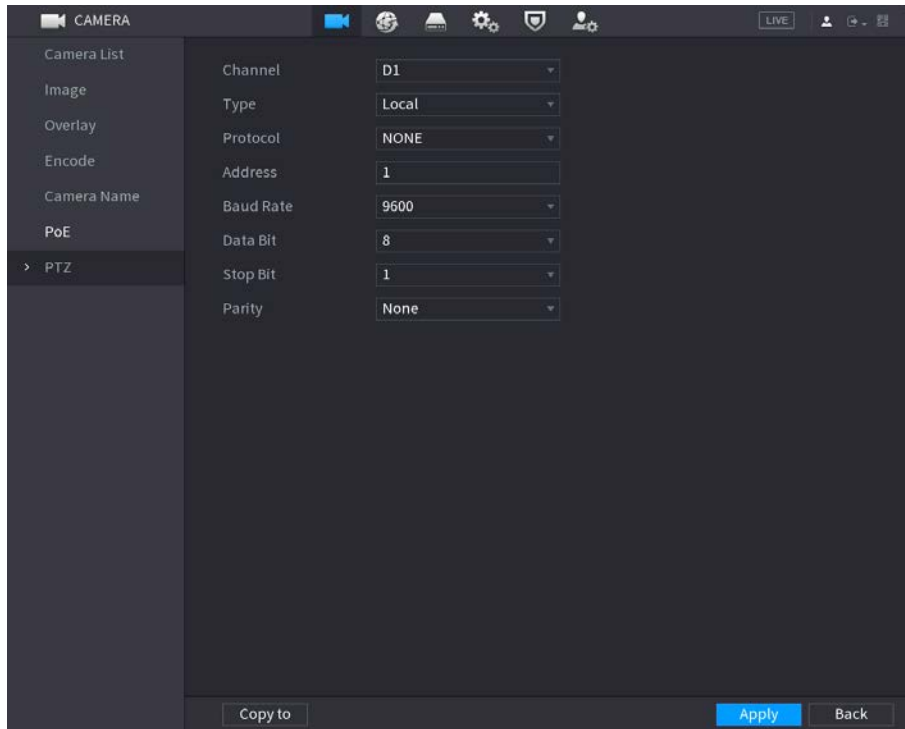 CAMERA LIVE
Camera List
Image
Overlay
Encode
Camera Name
PoE
> PTZ
Channel D1
Type Local
Protocol NONE
Address 1
Baud Rate 9600
Data Bit 8
Stop Bit 1
Parity None
Copy to Apply Back